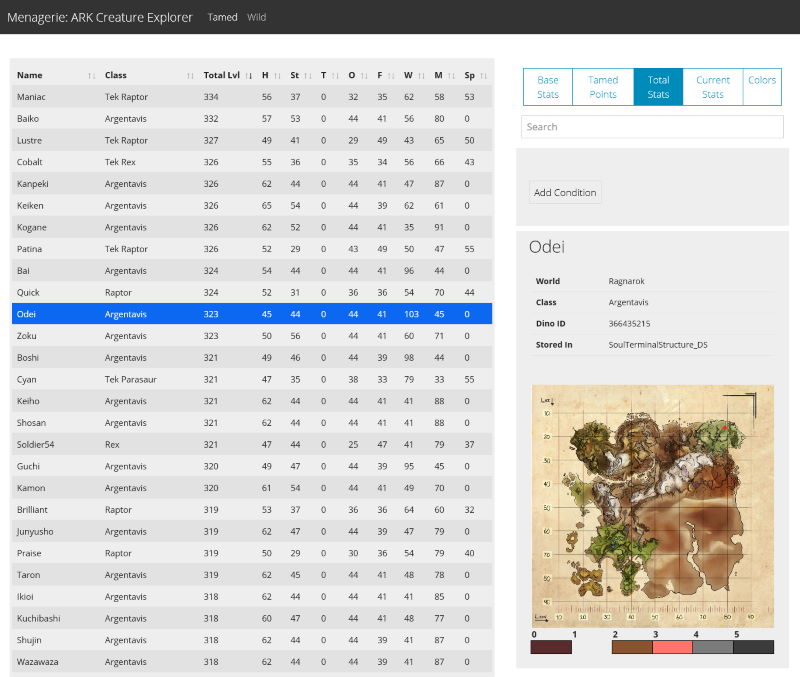 Menagerie: ARK Creature Explorer Tamed Wild
Name Class Total Lvl H St T O F W M Sp
Maniac Tek Raptor 334 56 37 0 32 35 62 58 53
Baiko Argentavis 332 57 53 0 44 41 56 80 0
Lustre Tek Raptor 327 49 41 0 29 49 43 65 50
Cobalt Tek Rex 326 55 36 0 35 34 56 66 43
Kanpeki Argentavis 326 62 44 0 44 41 47 87 0
Keiken Argentavis 326 65 54 0 44 39 62 61 0
Kogane Argentavis 326 62 52 0 44 41 35 91 0
Patina Tek Raptor 326 52 29 0 43 49 50 47 55
Bai Argentavis 324 54 44 0 44 41 96 44 0
Quick Raptor 324 52 31 0 36 36 54 70 44
Odei Argentavis 323 45 44 0 44 41 103 45 0
Zoku Argentavis 323 50 56 0 44 41 60 71 0
Boshi Argentavis 321 49 46 0 44 39 98 44 0
Cyan Tek Parasaur 321 47 35 0 38 33 79 33 55
Keiho Argentavis 321 62 44 0 44 41 41 88 0
Shosan Argentavis 321 62 44 0 44 41 41 88 0
Soldier54 Rex 321 47 44 0 25 47 41 79 37
Guchi Argentavis 320 49 47 0 44 39 95 45 0
Kamon Argentavis 320 61 54 0 44 41 49 70 0
Brilliant Raptor 319 53 37 0 36 36 64 60 32
Junyusho Argentavis 319 62 47 0 44 39 47 79 0
Praise Raptor 319 50 29 0 30 36 54 79 40
Taron Argentavis 319 62 45 0 44 41 48 78 0
Ikioi Argentavis 318 62 44 0 44 41 41 85 0
Kuchibashi Argentavis 318 60 47 0 44 41 48 77 0
Shujin Argentavis 318 62 44 0 44 39 41 87 0
Wazawaza Argentavis 318 62 44 0 44 39 41 87 0
Base Stats
Tamed Points
Total Stats
Current Stats
Colors
Search
Add Condition
Odei
World Ragnarok
Class Argentavis
Dino ID 366435215
Stored In SoulTerminalStructure_DS
10
20
30
40
50
60
70
80
90
10 20 30 40 50 60 70 80 90
0 1 2 3 4 5